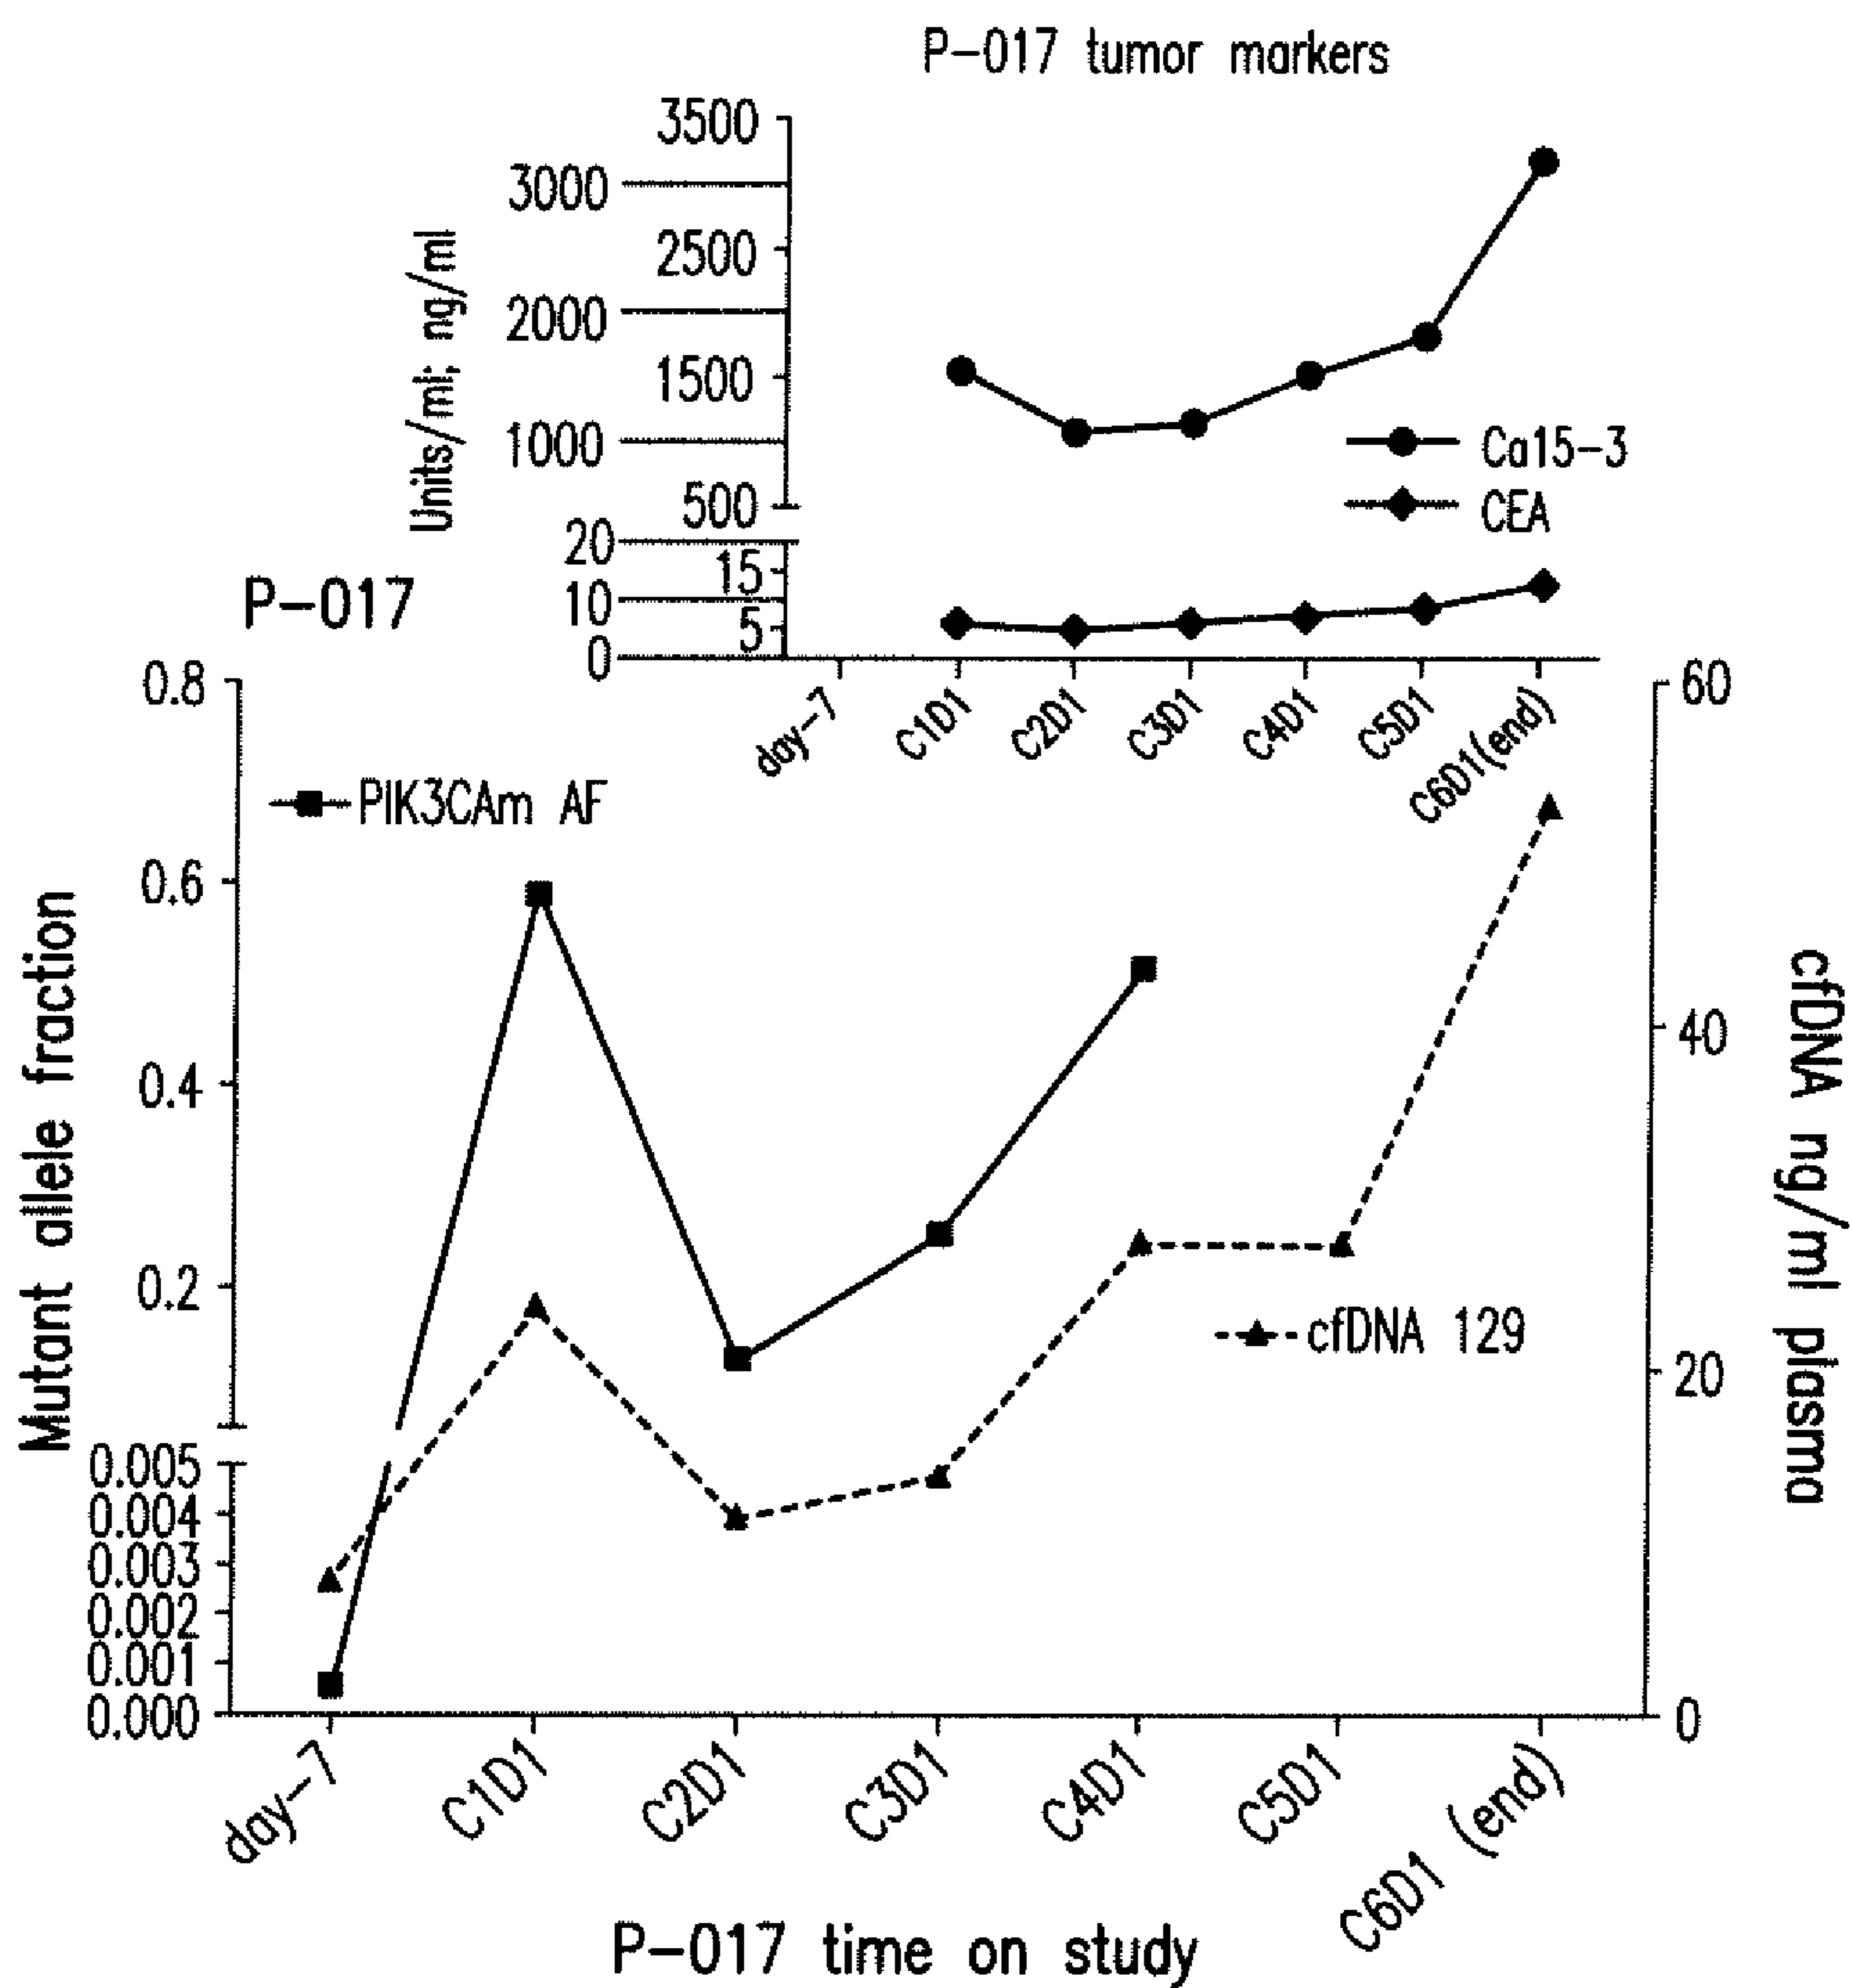 P-017 tumor markers
3500
3000
2500
2000
1500
1000
500
20
15
10
5
0
Units/ml; ng/ml
Ca15-3
CEA
day-7
C1D1
C2D1
C3D1
C4D1
C5D1
C6D1(end)
P-017
0.8
0.6
0.4
0.2
0.005
0.004
0.003
0.002
0.001
0.000
Mutant allele fraction
PIK3CAm AF
cfDNA 129
60
40
20
0
cfDNA ng/ml plasma
day-7
C1D1
C2D1
C3D1
C4D1
C5D1
C6D1 (end)
P-017 time on study